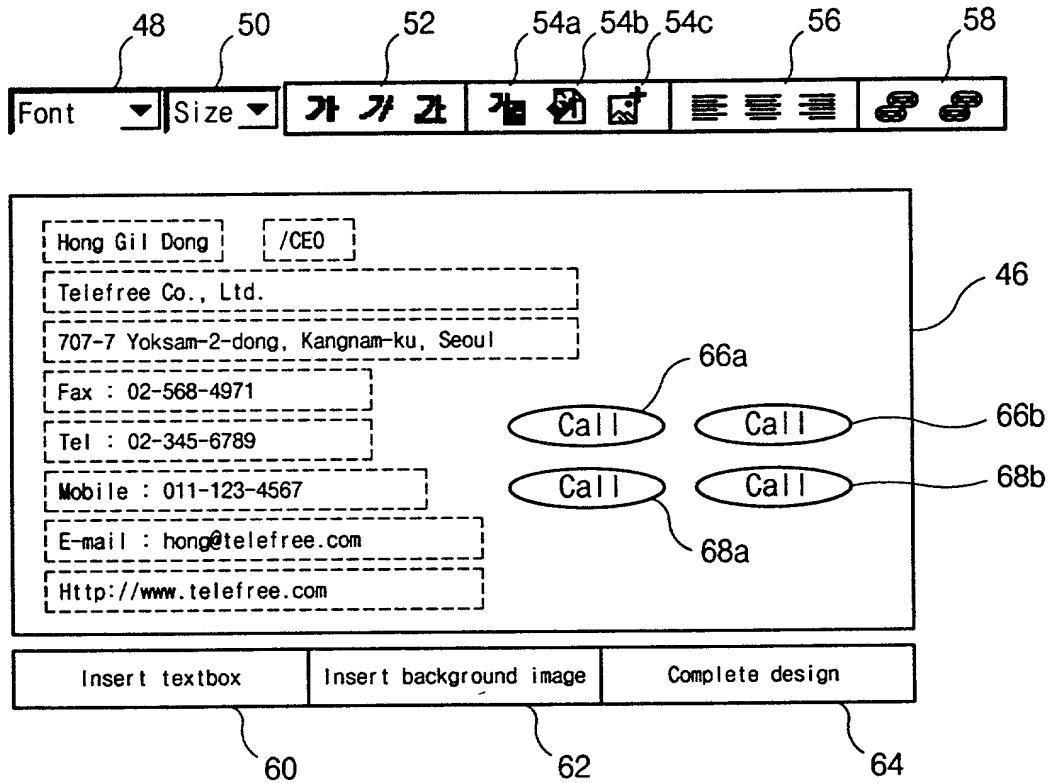 48 50 52 54a 54b 54c 56 58
Font Size 가 가 가 가
Hong Gil Dong /CEO
46
Telefree Co., Ltd.
707-7 Yoksam-2-dong, Kangnam-ku, Seoul
66a
Fax : 02-568-4971
Call Call 66b
Tel : 02-345-6789
Mobile : 011-123-4567
Call Call 68b
E-mail : hong@telefree.com
68a
Http://www.telefree.com
Insert textbox Insert background image Complete design
60 62 64